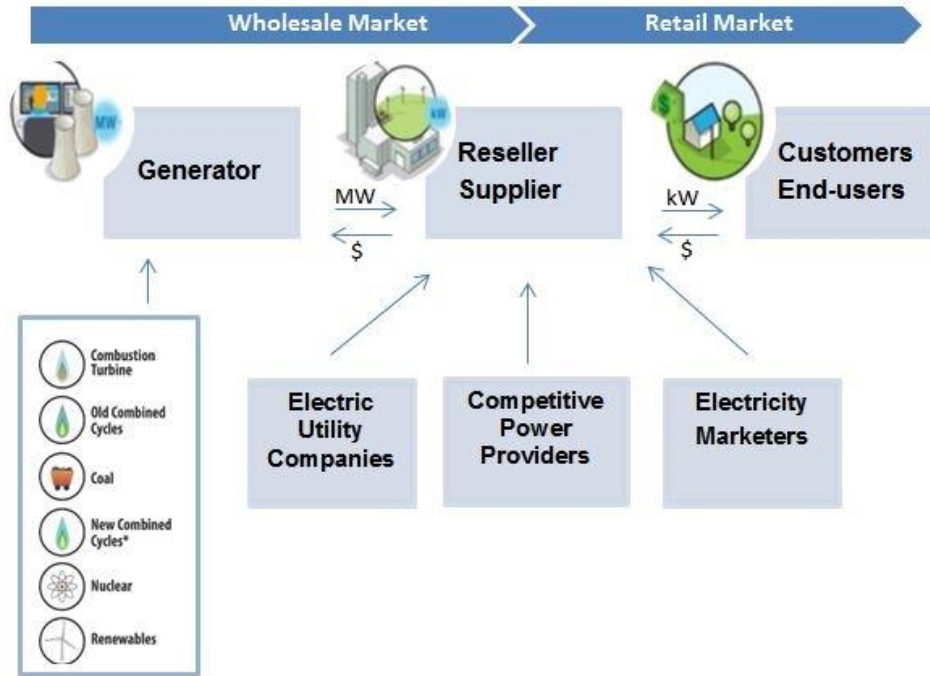 Wholesale Market
Retail Market
MW
Generator
MW
$
kW
Reseller
Supplier
kW
$
$
Customers
End-users
Combustion
Turbine
Old Combined
Cycles
Coal
New Combined
Cycles*
Nuclear
Renewables
Electric
Utility
Companies
Competitive
Power
Providers
Electricity
Marketers